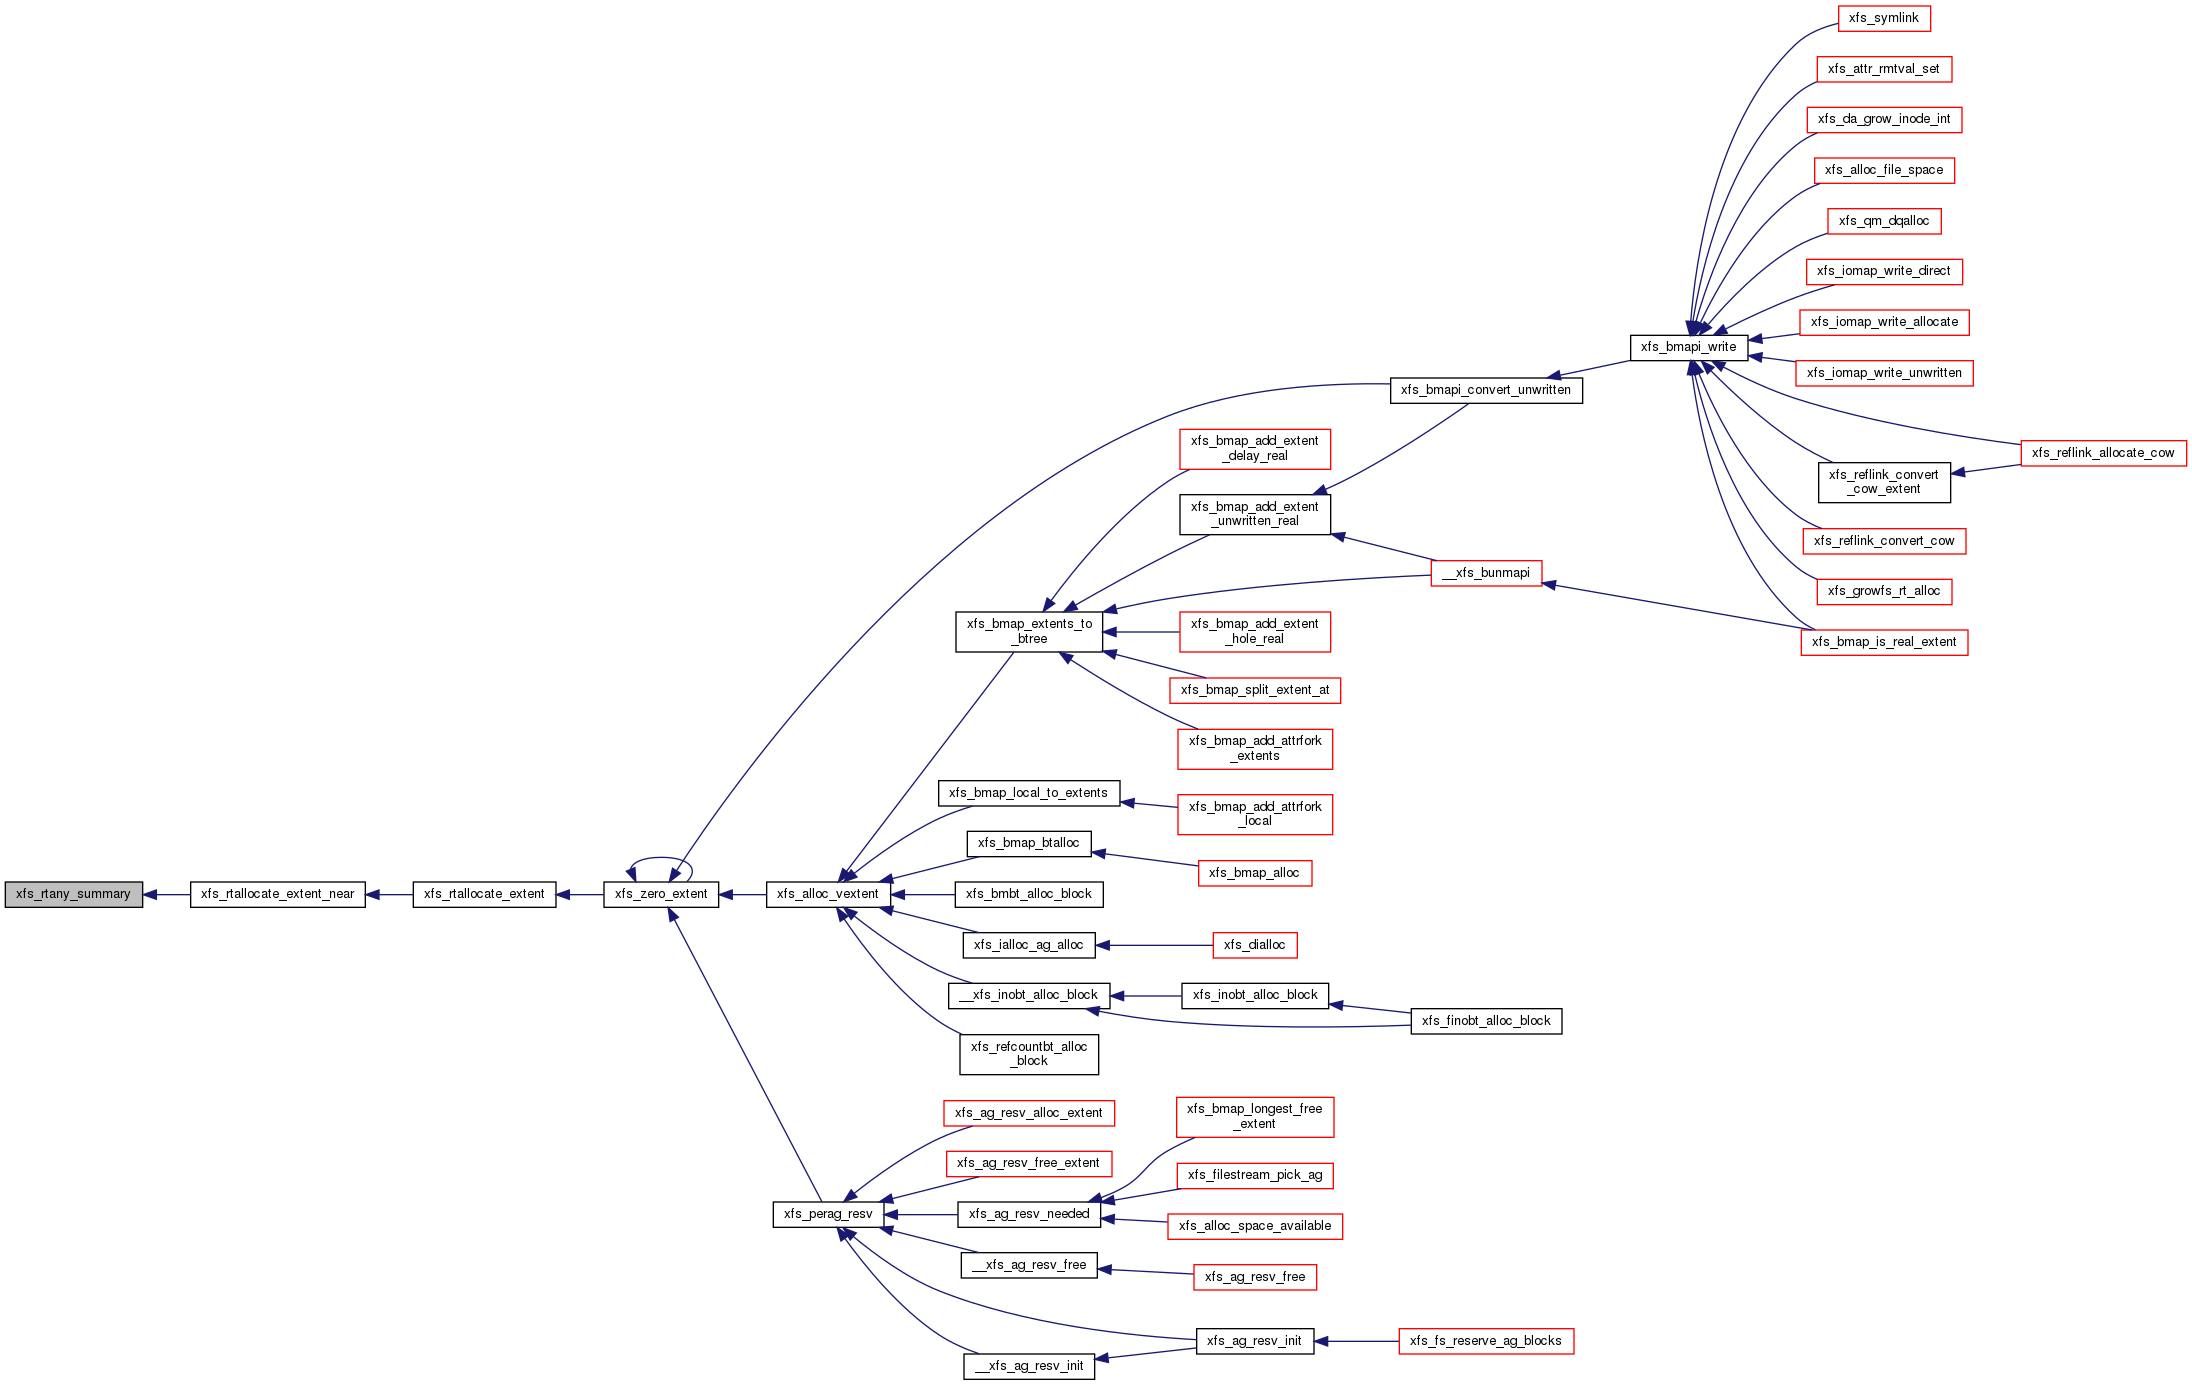 xfs_symlink
xfs_attr_rmtval_set
xfs_da_grow_inode_int
xfs_alloc_file_space
xfs_qm_dqalloc
xfs_iomap_write_direct
xfs_iomap_write_allocate
xfs_bmapi_write
xfs_iomap_write_unwritten
xfs_bmapi_convert_unwritten
xfs_bmap_add_extent
_delay_real
xfs_reflink_allocate_cow
xfs_reflink_convert
_cow_extent
xfs_bmap_add_extent
_unwritten_real
xfs_reflink_convert_cow
__xfs_bunmapi
xfs_growfs_rt_alloc
xfs_bmap_extents_to
_btree
xfs_bmap_add_extent
_hole_real
xfs_bmap_is_real_extent
xfs_bmap_split_extent_at
xfs_bmap_add_attrfork
_extents
xfs_bmap_local_to_extents
xfs_bmap_add_attrfork
_local
xfs_bmap_btalloc
xfs_bmap_alloc
xfs_rtany_summary
xfs_rtallocate_extent_near
xfs_rtallocate_extent
xfs_zero_extent
xfs_alloc_vextent
xfs_bmbt_alloc_block
xfs_ialloc_ag_alloc
xfs_dialloc
__xfs_inobt_alloc_block
xfs_inobt_alloc_block
xfs_finobt_alloc_block
xfs_refcountbt_alloc
_block
xfs_ag_resv_alloc_extent
xfs_bmap_longest_free
_extent
xfs_ag_resv_free_extent
xfs_filestream_pick_ag
xfs_perag_resv
xfs_ag_resv_needed
xfs_alloc_space_available
__xfs_ag_resv_free
xfs_ag_resv_free
xfs_ag_resv_init
xfs_fs_reserve_ag_blocks
__xfs_ag_resv_init